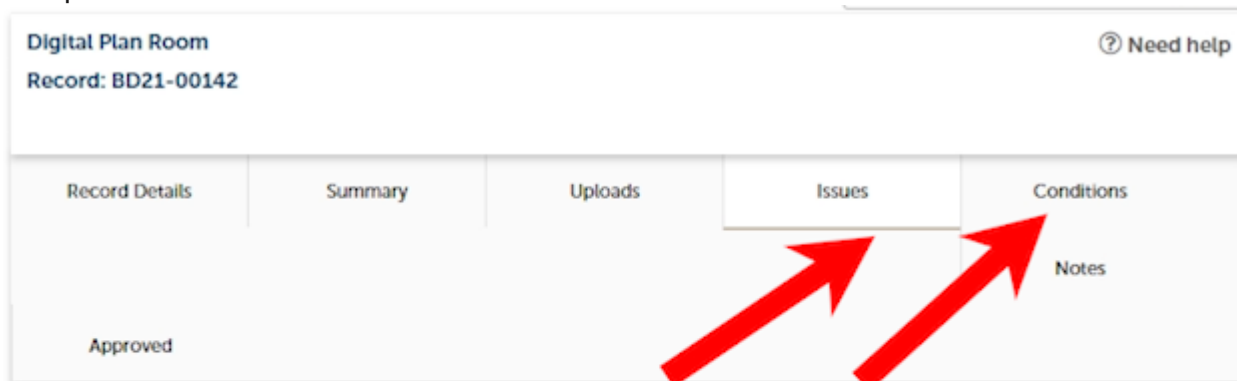 Digital Plan Room
Need help
Record: BD21-00142
Record Details
Summary
Uploads
Issues
Conditions
Notes
Approved